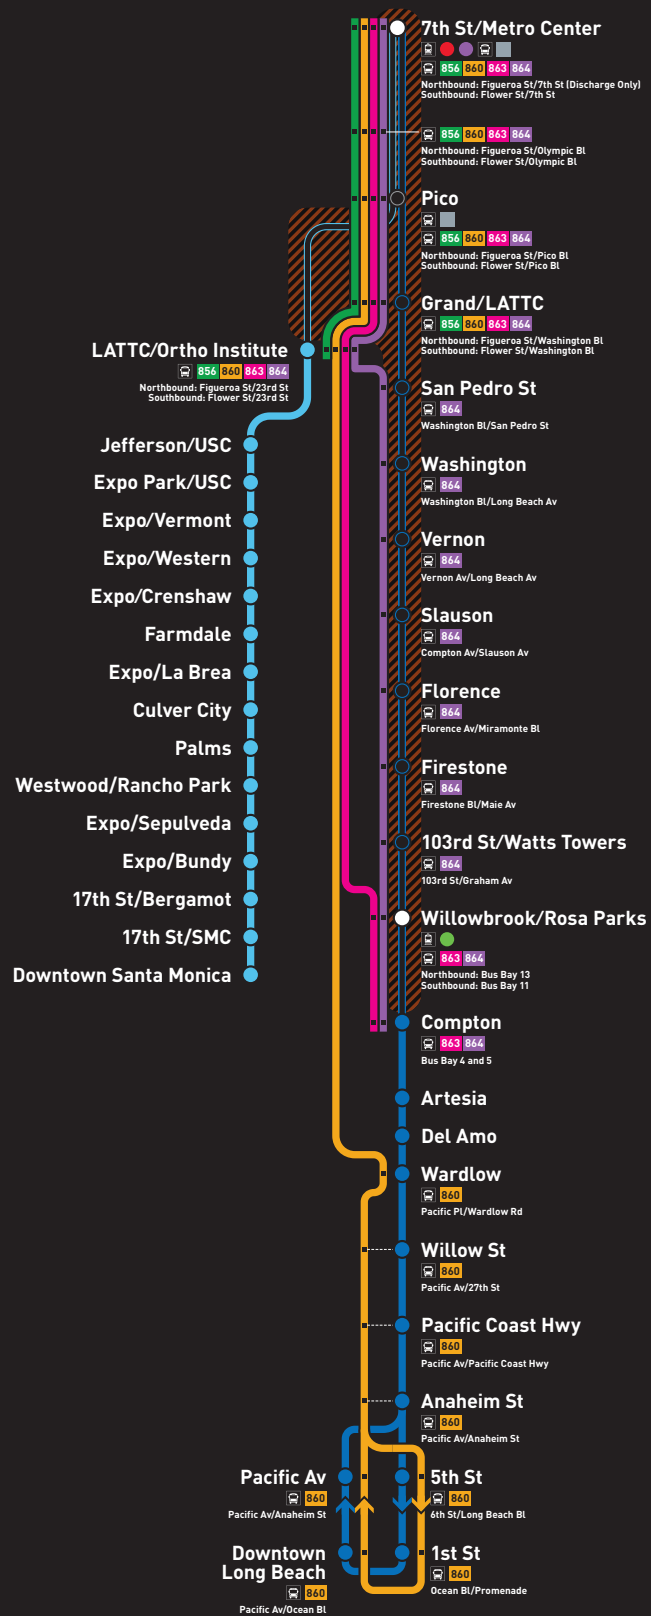 7th St/Metro Center
856 860 863 864
Northbound: Figueroa St/7th St (Discharge Only)
Southbound: Flower St/7th St
856 860 863 864
Northbound: Figueroa St/Olympic Bl
Southbound: Flower St/Olympic Bl
Pico
856 860 863 864
Northbound: Figueroa St/Pico Bl
Southbound: Flower St/Pico Bl
Grand/LATTC
856 860 863 864
Northbound: Figueroa St/Washington Bl
Southbound: Flower St/Washington Bl
LATTC/Ortho Institute
856 860 863 864
Northbound: Figueroa St/23rd St
Southbound: Flower St/23rd St
San Pedro St
864
Washington Bl/San Pedro St
Jefferson/USC
Washington
864
Washington Bl/Long Beach Av
Expo Park/USC
Expo/Vermont
Vernon
864
Vernon Av/Long Beach Av
Expo/Western
Expo/Crenshaw
Slauson
864
Compton Av/Slauson Av
Farmdale
Expo/La Brea
Florence
864
Florence Av/Miramonte Bl
Culver City
Palms
Firestone
864
Firestone Bl/Maie Av
Westwood/Rancho Park
Expo/Sepulveda
103rd St/Watts Towers
864
103rd St/Graham Av
Expo/Bundy
17th St/Bergamot
Willowbrook/Rosa Parks
863 864
Northbound: Bus Bay 13
Southbound: Bus Bay 11
17th St/SMC
Downtown Santa Monica
Compton
863 864
Bus Bay 4 and 5
Artesia
Del Amo
Wardlow
860
Pacific Pl/Wardlow Rd
Willow St
860
Pacific Av/27th St
Pacific Coast Hwy
860
Pacific Av/Pacific Coast Hwy
Anaheim St
860
Pacific Av/Anaheim St
Pacific Av
860
Pacific Av/Anaheim St
5th St
860
6th St/Long Beach Bl
Downtown
Long Beach
860
Pacific Av/Ocean Bl
1st St
860
Ocean Bl/Promenade